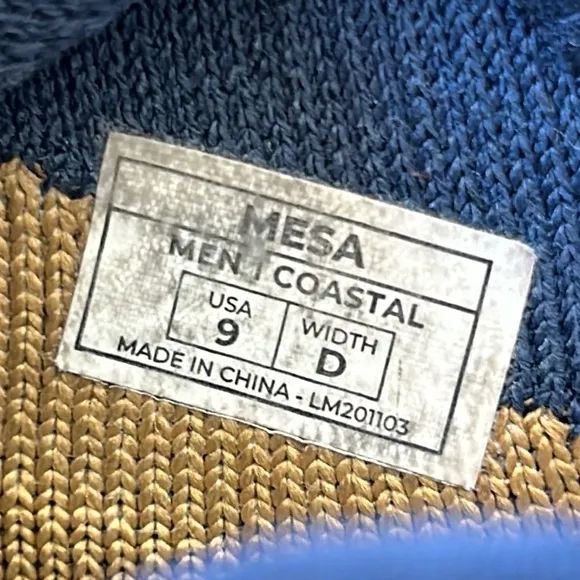 MESA
MEN | COASTAL
USA WIDTH
9 D
MADE IN CHINA - LM201103